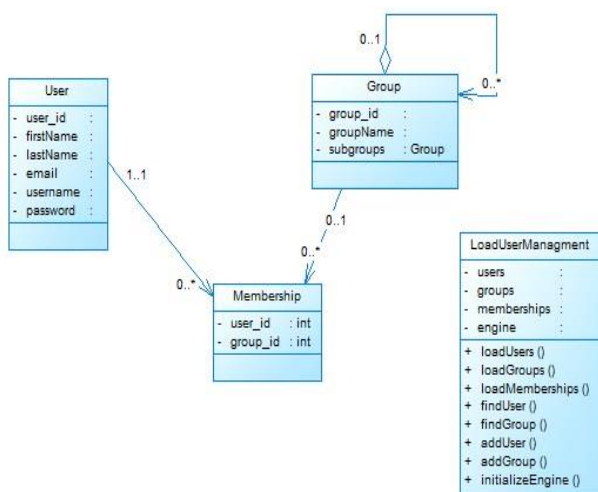 0..1
0..*
Group
- group_id :
- groupName :
- subgroups : Group
User
- user_id :
- firstName :
- lastName :
- email :
- username :
- password :
1..1
0..1
0..*
0..*
Membership
- user_id : int
- group_id : int
LoadUserManagment
- users :
- groups :
- memberships :
- engine :
+ loadUsers ()
+ loadGroups ()
+ loadMemberships ()
+ findUser ()
+ findGroup ()
+ addUser ()
+ addGroup ()
+ initializeEngine ()